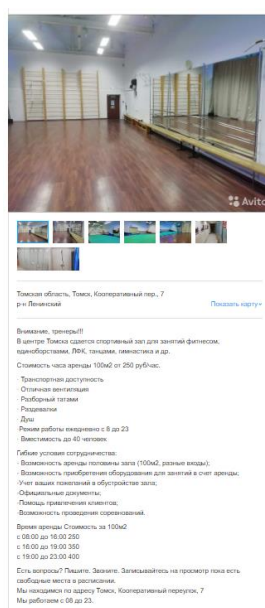 Avito
Томская область, Томск, Кооперативный пер., 7
р-н Ленинский
Показать карту
Внимание, тренеры!!!
В центре Томска сдается спортивный зал для занятий фитнесом,
единоборствами, ЛФК, танцами, гимнастика и др.
Стоимость часа аренды 100м2 от 250 руб/час.
- Транспортная доступность
- Отличная вентиляция
- Разборный татами
- Раздевалки
- Душ
-Режим работы ежедневно с 8 до 23
- Вместимость до 40 человек
Гибкие условия сотрудничества:
- Возможность аренды половины зала (100м2, разные входы);
- Возможность приобретения оборудования для занятий в счет аренды;
-Учет ваших пожеланий в обустройстве зала;
-Официальные документы;
-Помощь привлечения клиентов;
-Возможность проведения соревнований.
Время аренды Стоимость за 100м2
с 08:00 до 16:00 250
с 16:00 до 19:00 350
с 19:00 до 23:00 400
Есть вопросы? Пишите. Звоните. Записывайтесь на просмотр пока есть
свободные места в расписании.
Мы находимся по адресу Томск, Кооперативный переулок, 7
Мы работаем с 08 до 23.